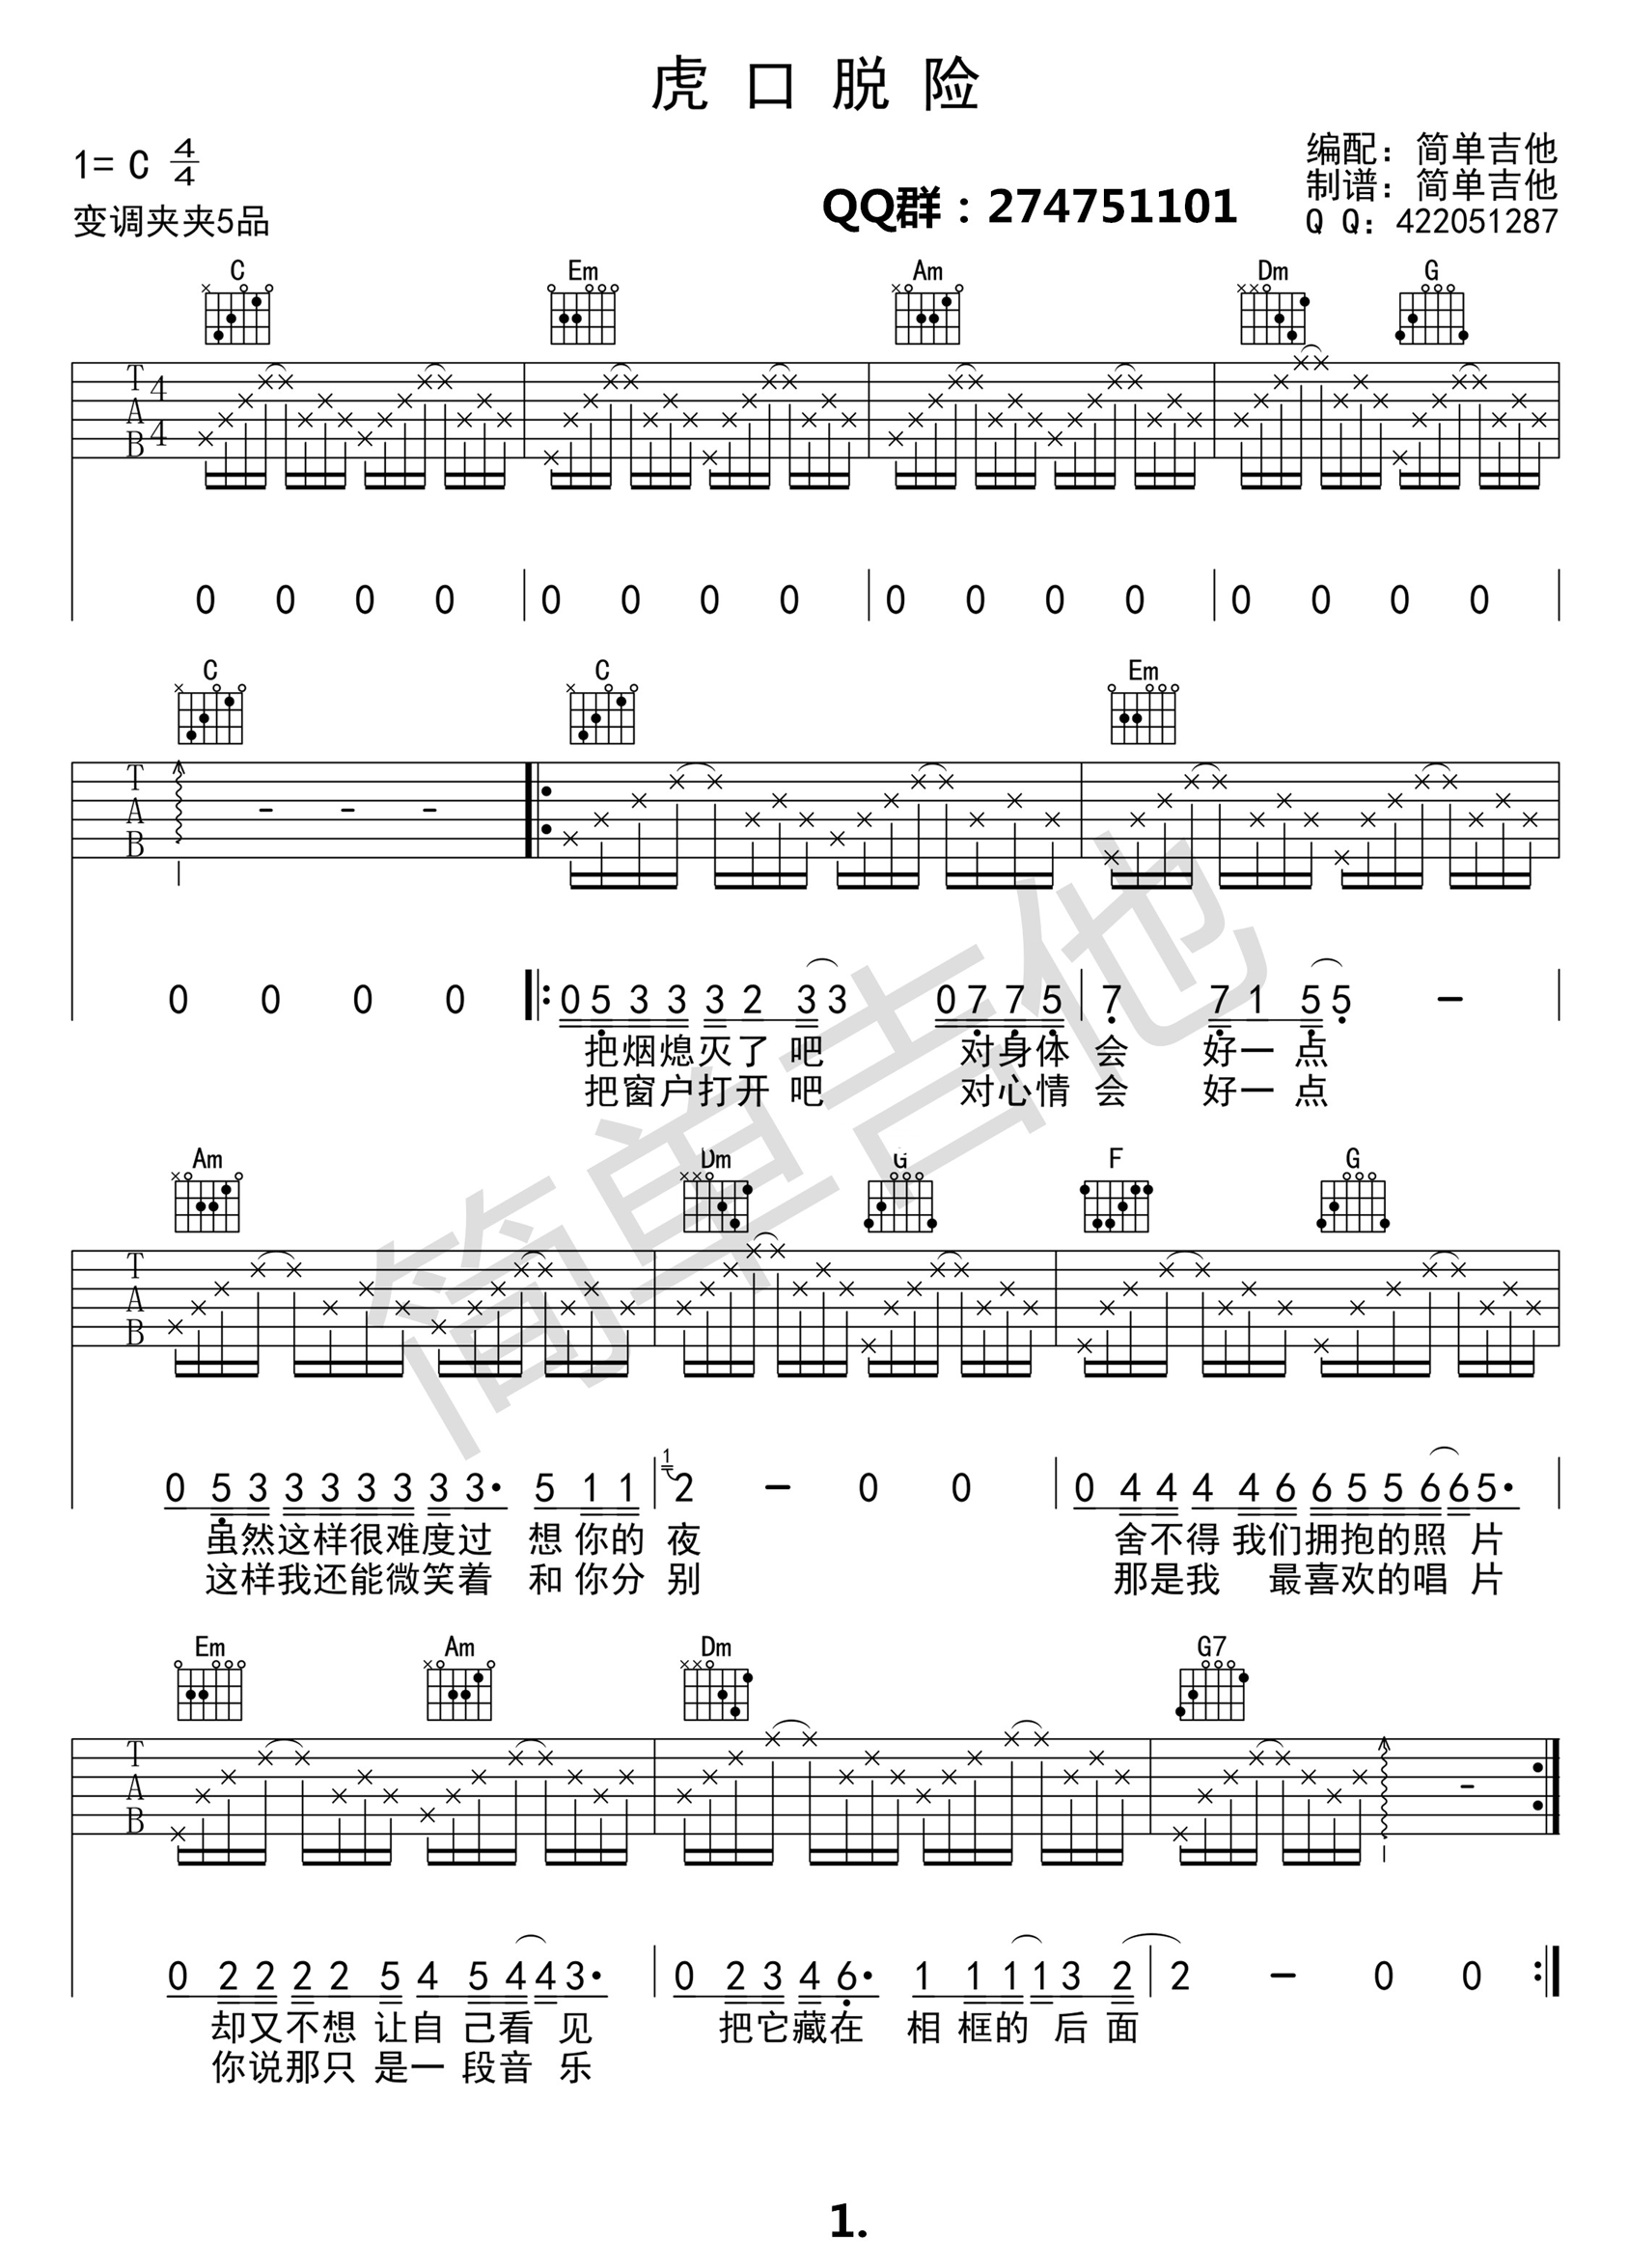 虎口脱险
1= C 4/4
编配：简单吉他
制谱：简单吉他
QQ群：274751101
QQ：422051287
变调夹夹5品
C Em Am Dm G
T A B 4 4
0 0 0 0 | 0 0 0 0 | 0 0 0 0 | 0 0 0 0
C C Em
T A B
0 0 0 0 |: 0 5 3 3 3 2 3 3 0 7 7 5 | 7 7 1 5 5 -
把烟熄灭了 吧 对身体 会 好一 点
把窗户打开 吧 对心情 会 好一 点
Am Dm G F G
T A B
0 5 3 3 3 3 3 3 3· 5 1 1 | 1 2 - 0 0 | 0 4 4 4 4 6 6 5 5 6 6 5·
虽然这样很难度过 想 你的 夜 舍不得 我们拥抱的照 片
这样我还能微笑着 和 你分 别 那是我 最喜欢的唱 片
Em Am Dm G7
T A B
0 2 2 2 2 5 4 5 4 4 3· | 0 2 3 4 6· 1 1 1 1 3 2 | 2 - 0 0 :|
却又不想 让自 己看 见 把它藏在 相 框的 后 面
你说那只 是一 段音 乐
1.
简单吉他